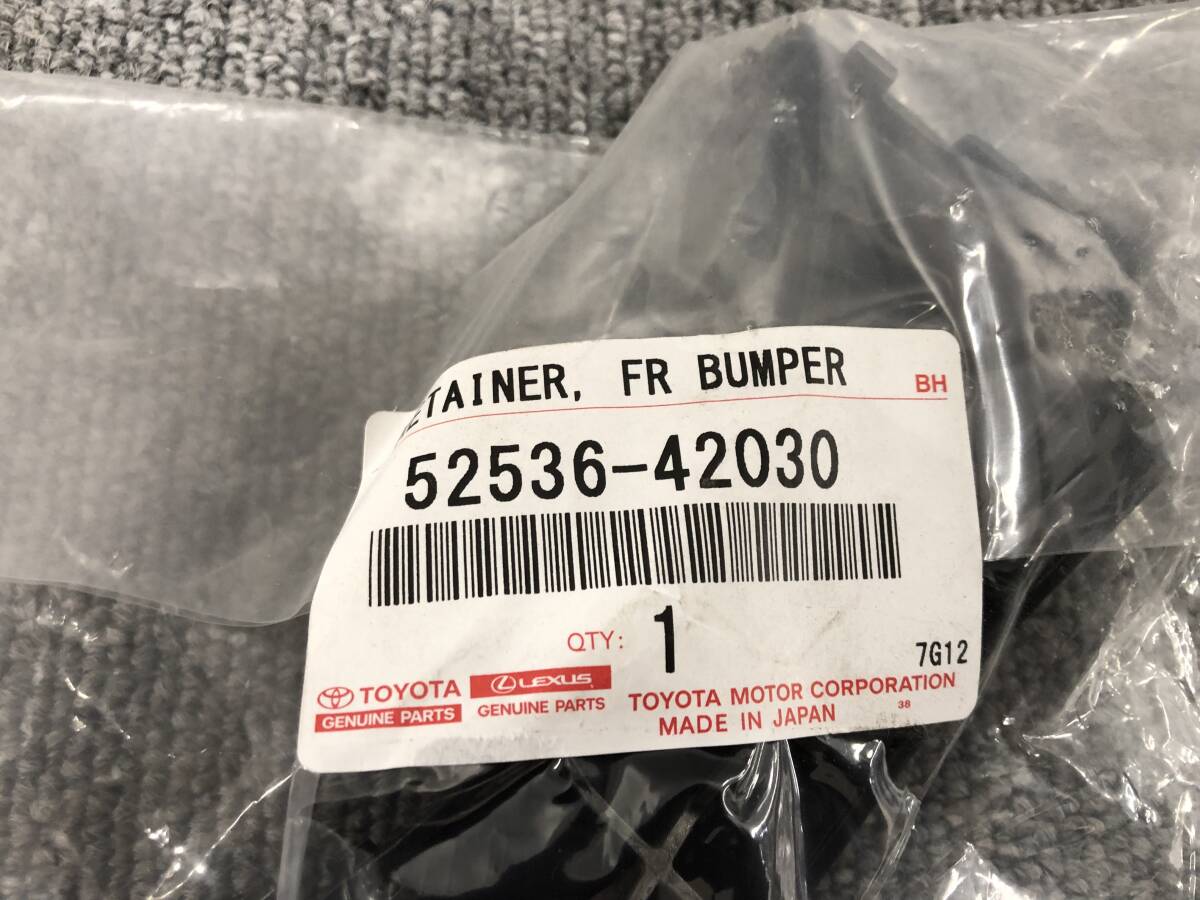 ETAINER, FR BUMPER
BH
52536-42030
QTY: 1
7G12
TOYOTA
GENUINE PARTS
LEXUS
GENUINE PARTS
TOYOTA MOTOR CORPORATION
38
MADE IN JAPAN